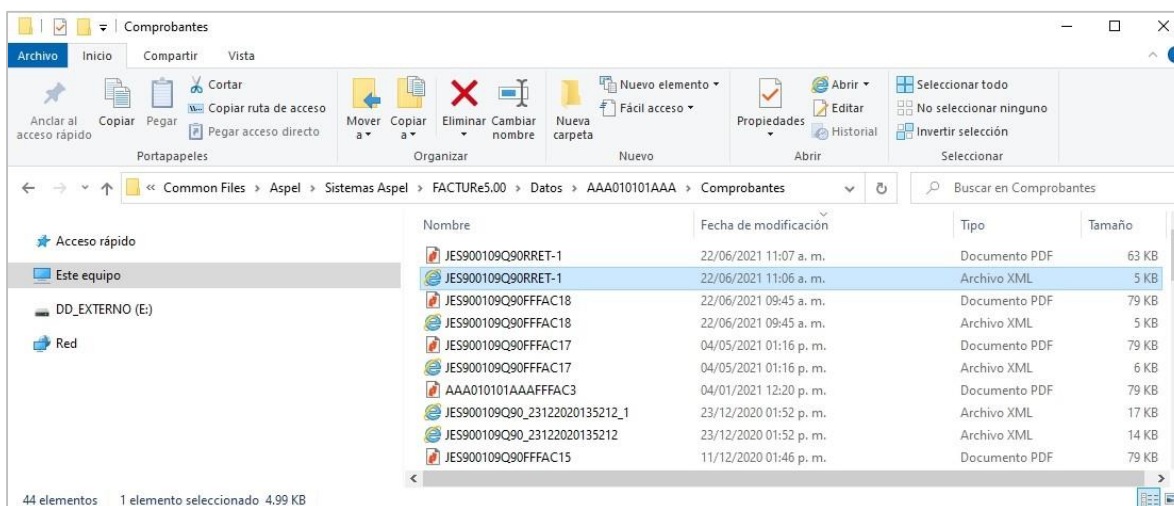 Comprobantes
Archivo Inicio Compartir Vista
Anclar al acceso rápido
Copiar
Pegar
Cortar
Copiar ruta de acceso
Pegar acceso directo
Portapapeles
Mover a
Copiar a
Eliminar
Cambiar nombre
Organizar
Nueva carpeta
Nuevo elemento
Fácil acceso
Nuevo
Propiedades
Abrir
Editar
Historial
Abrir
Seleccionar todo
No seleccionar ninguno
Invertir selección
Seleccionar
« Common Files > Aspel > Sistemas Aspel > FACTURe5.00 > Datos > AAA010101AAA > Comprobantes
Buscar en Comprobantes
Acceso rápido
Este equipo
DD_EXTERNO (E:)
Red
Nombre Fecha de modificación Tipo Tamaño
JES900109Q90RRET-1 22/06/2021 11:07 a. m. Documento PDF 63 KB
JES900109Q90RRET-1 22/06/2021 11:06 a. m. Archivo XML 5 KB
JES900109Q90FFFAC18 22/06/2021 09:45 a. m. Documento PDF 79 KB
JES900109Q90FFFAC18 22/06/2021 09:45 a. m. Archivo XML 5 KB
JES900109Q90FFFAC17 04/05/2021 01:16 p. m. Documento PDF 79 KB
JES900109Q90FFFAC17 04/05/2021 01:16 p. m. Archivo XML 6 KB
AAA010101AAAFFFAC3 04/01/2021 12:20 p. m. Documento PDF 79 KB
JES900109Q90_23122020135212_1 23/12/2020 01:52 p. m. Archivo XML 17 KB
JES900109Q90_23122020135212 23/12/2020 01:52 p. m. Archivo XML 14 KB
JES900109Q90FFFAC15 11/12/2020 01:46 p. m. Documento PDF 79 KB
44 elementos 1 elemento seleccionado 4.99 KB